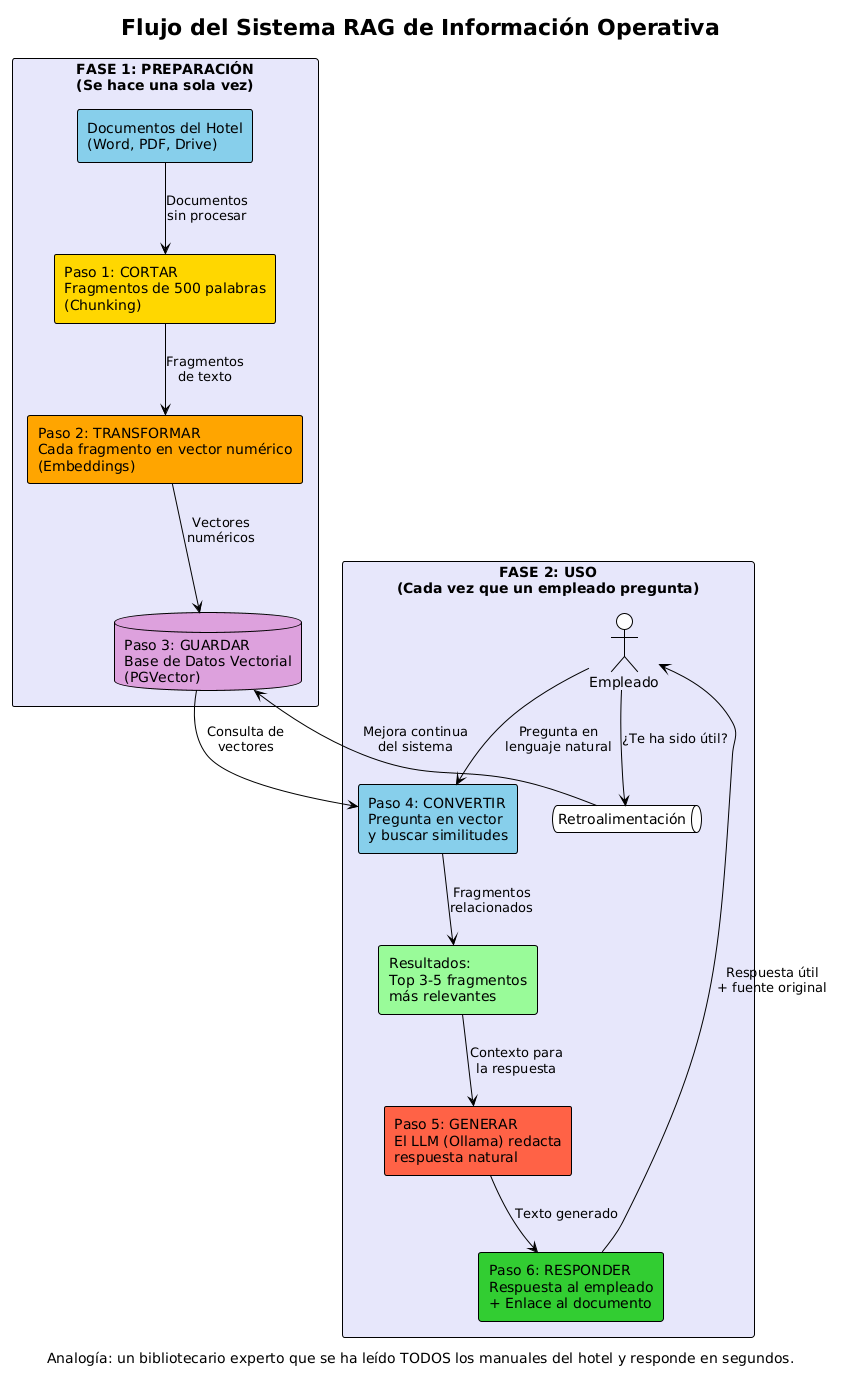 Flujo del Sistema RAG de Información Operativa
FASE 1: PREPARACIÓN
(Se hace una sola vez)
Documentos del Hotel
(Word, PDF, Drive)
Documentos
sin procesar
Paso 1: CORTAR
Fragmentos de 500 palabras
(Chunking)
Fragmentos
de texto
Paso 2: TRANSFORMAR
Cada fragmento en vector numérico
(Embeddings)
Vectores
numéricos
Paso 3: GUARDAR
Base de Datos Vectorial
(PGVector)
FASE 2: USO
(Cada vez que un empleado pregunta)
Empleado
Consulta de
vectores
Mejora continua
del sistema
Pregunta en
lenguaje natural
¿Te ha sido útil?
Paso 4: CONVERTIR
Pregunta en vector
y buscar similitudes
Retroalimentación
Fragmentos
relacionados
Resultados:
Top 3-5 fragmentos
más relevantes
Respuesta útil
+ fuente original
Contexto para
la respuesta
Paso 5: GENERAR
El LLM (Ollama) redacta
respuesta natural
Texto generado
Paso 6: RESPONDER
Respuesta al empleado
+ Enlace al documento
Analogía: un bibliotecario experto que se ha leído TODOS los manuales del hotel y responde en segundos.